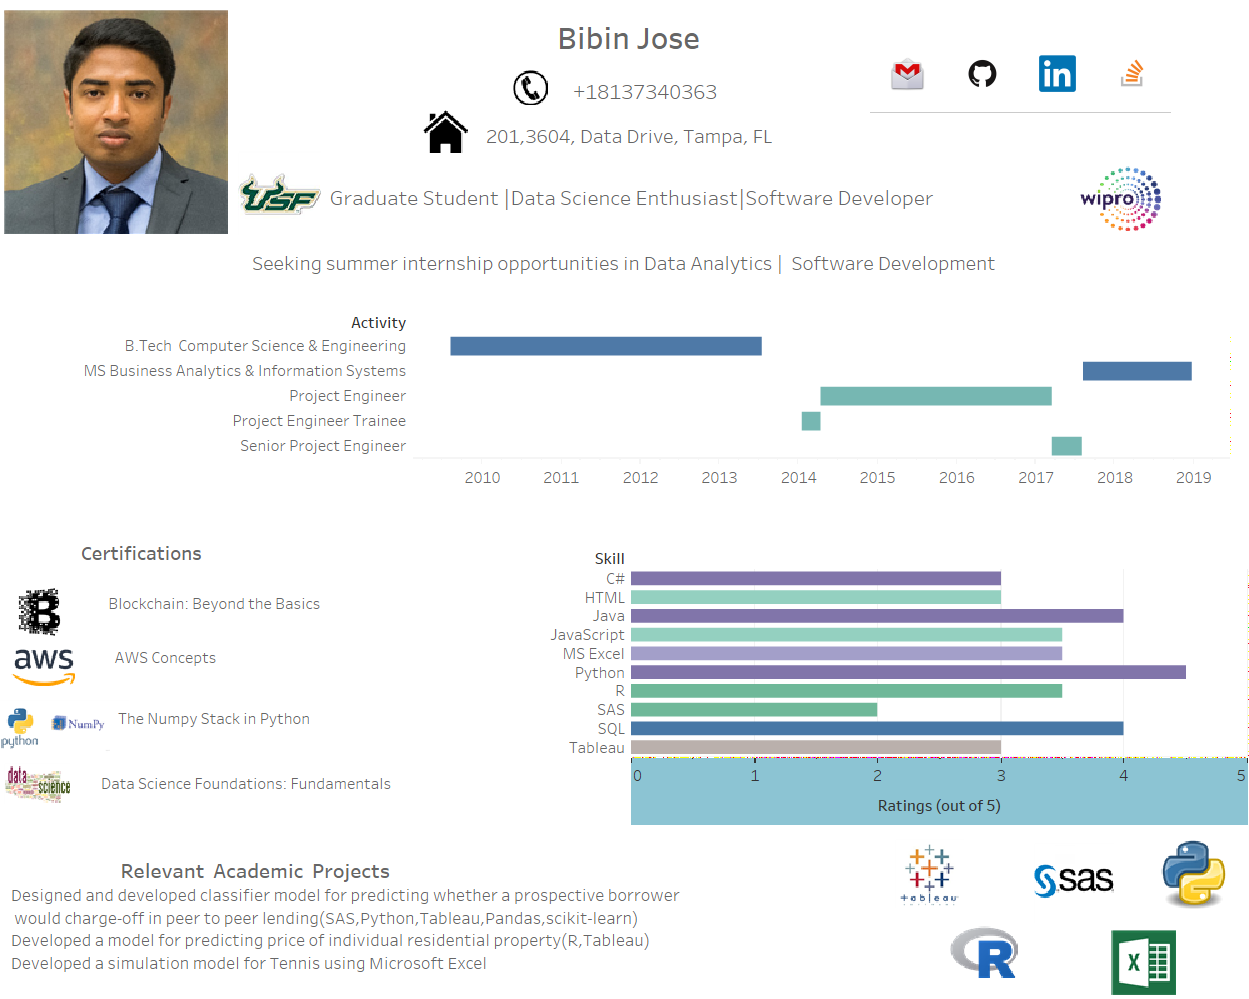 Bibin Jose
+18137340363
in
201,3604, Data Drive, Tampa, FL
USF
Graduate Student |Data Science Enthusiast|Software Developer
wipro
Seeking summer internship opportunities in Data Analytics | Software Development
Activity
B.Tech Computer Science & Engineering
MS Business Analytics & Information Systems
Project Engineer
Project Engineer Trainee
Senior Project Engineer
2010 2011 2012 2013 2014 2015 2016 2017 2018 2019
Certifications
Blockchain: Beyond the Basics
aws
AWS Concepts
python
NumPy
The Numpy Stack in Python
data science
Data Science Foundations: Fundamentals
Skill
C#
HTML
Java
JavaScript
MS Excel
Python
R
SAS
SQL
Tableau
0 1 2 3 4 5
Ratings (out of 5)
Relevant Academic Projects
Designed and developed classifier model for predicting whether a prospective borrower
would charge-off in peer to peer lending(SAS,Python,Tableau,Pandas,scikit-learn)
Developed a model for predicting price of individual residential property(R,Tableau)
Developed a simulation model for Tennis using Microsoft Excel
+ableau
sas
R
X